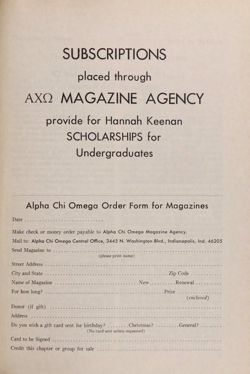 SUBSCRIPTIONS
placed through
ΑΧΩ MAGAZINE AGENCY
provide for Hannah Keenan
SCHOLARSHIPS for
Undergraduates
Alpha Chi Omega Order Form for Magazines
Date
Make check or money order payable to Alpha Chi Omega Magazine Agency.
Mail to: Alpha Chi Omega Central Office, 3445 N. Washington Blvd., Indianapolis, Ind. 46205
Send Magazine to
(please print name)
Street Address
City and State Zip Code
Name of Magazine New Renewal
For how long? Price
(enclosed)
Donor (if gift)
Address
Do you wish a gift card sent for birthday? Christmas? General?
(No card sent unless requested)
Card to be Signed
Credit this chapter or group for sale